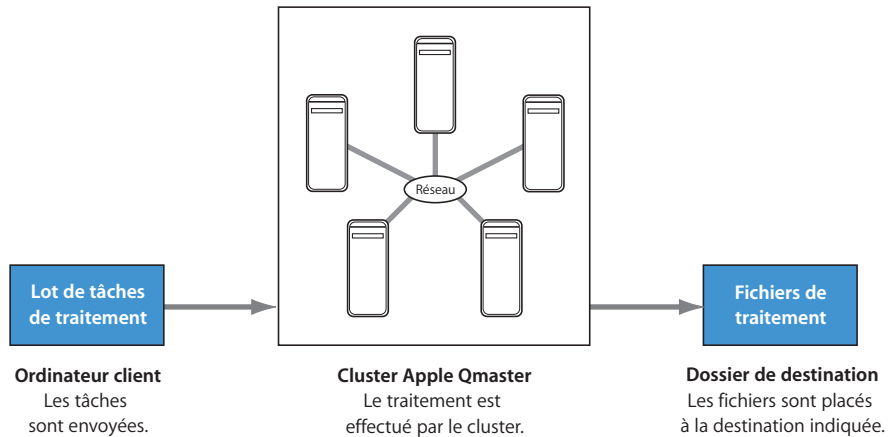 Réseau
Lot de tâches
de traitement
Fichiers de
traitement
Ordinateur client
Les tâches
sont envoyées.
Cluster Apple Qmaster
Le traitement est
effectué par le cluster.
Dossier de destination
Les fichiers sont placés
à la destination indiquée.